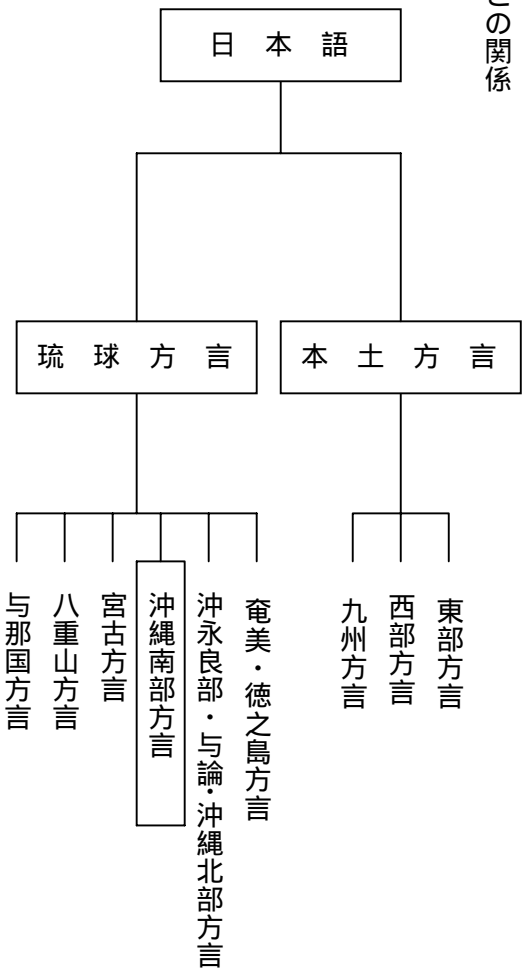 との関係
日本語
本土方言
琉球方言
東部方言
西部方言
九州方言
奄美・徳之島方言
沖永良部・与論・沖縄北部方言
沖縄南部方言
宮古方言
八重山方言
与那国方言